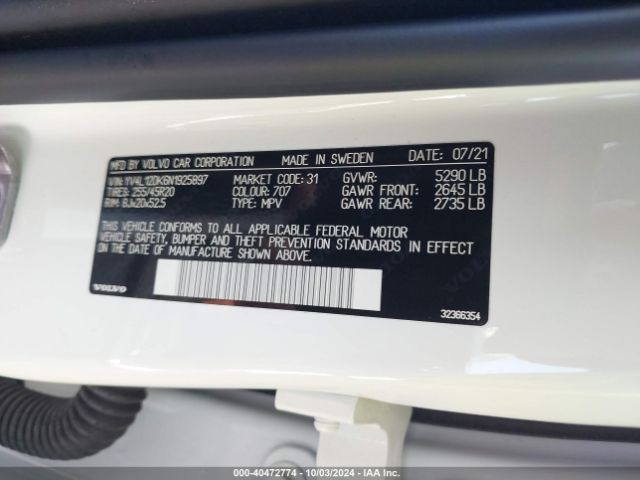 MFD BY VOLVO CAR CORPORATION MADE IN SWEDEN DATE: 07/21
VIN: YV4L12DK6N1925897 MARKET CODE: 31 GVWR: 5290 LB
TIRES: 255/45R20 COLOUR: 707 GAWR FRONT: 2645 LB
RIM: 8Jx20x52.5 TYPE: MPV GAWR REAR: 2735 LB
THIS VEHICLE CONFORMS TO ALL APPLICABLE FEDERAL MOTOR
VEHICLE SAFETY, BUMPER AND THEFT PREVENTION STANDARDS IN EFFECT
ON THE DATE OF MANUFACTURE SHOWN ABOVE.
VOLVO 32366354
000-40472774 | 10/03/2024 | IAA Inc.